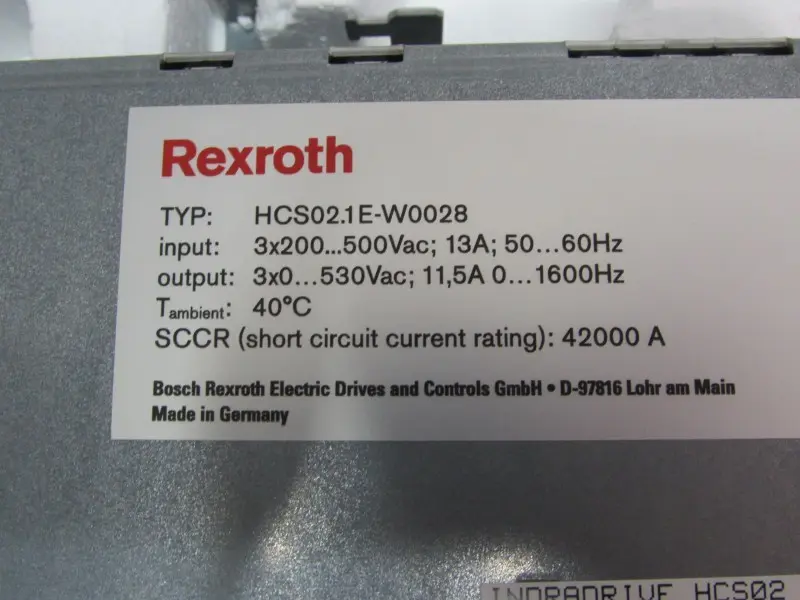 Rexroth
TYP: HCS02.1E-W0028
input: 3x200...500Vac; 13A; 50...60Hz
output: 3x0...530Vac; 11,5A 0...1600Hz
Tambient: 40°C
SCCR (short circuit current rating): 42000 A
Bosch Rexroth Electric Drives and Controls GmbH • D-97816 Lohr am Main
Made in Germany
INDRADRIVE HCS02